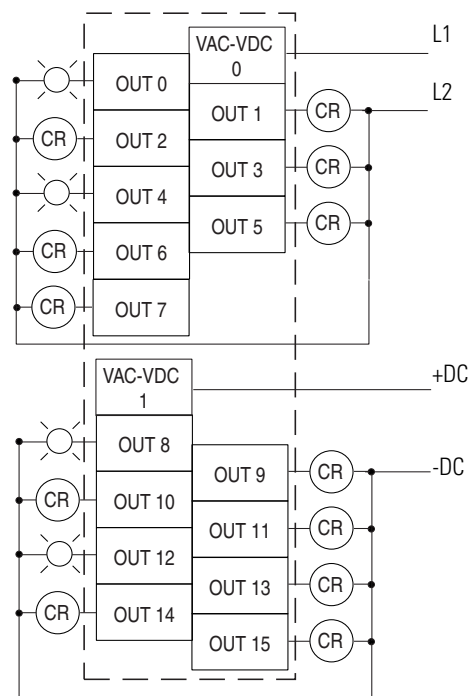 L1
VAC-VDC
0
L2
OUT 0
OUT 1
CR
CR
OUT 2
OUT 3
CR
OUT 4
OUT 5
CR
CR
OUT 6
CR
OUT 7
+DC
VAC-VDC
1
OUT 8
-DC
OUT 9
CR
CR
OUT 10
OUT 11
CR
OUT 12
OUT 13
CR
CR
OUT 14
OUT 15
CR